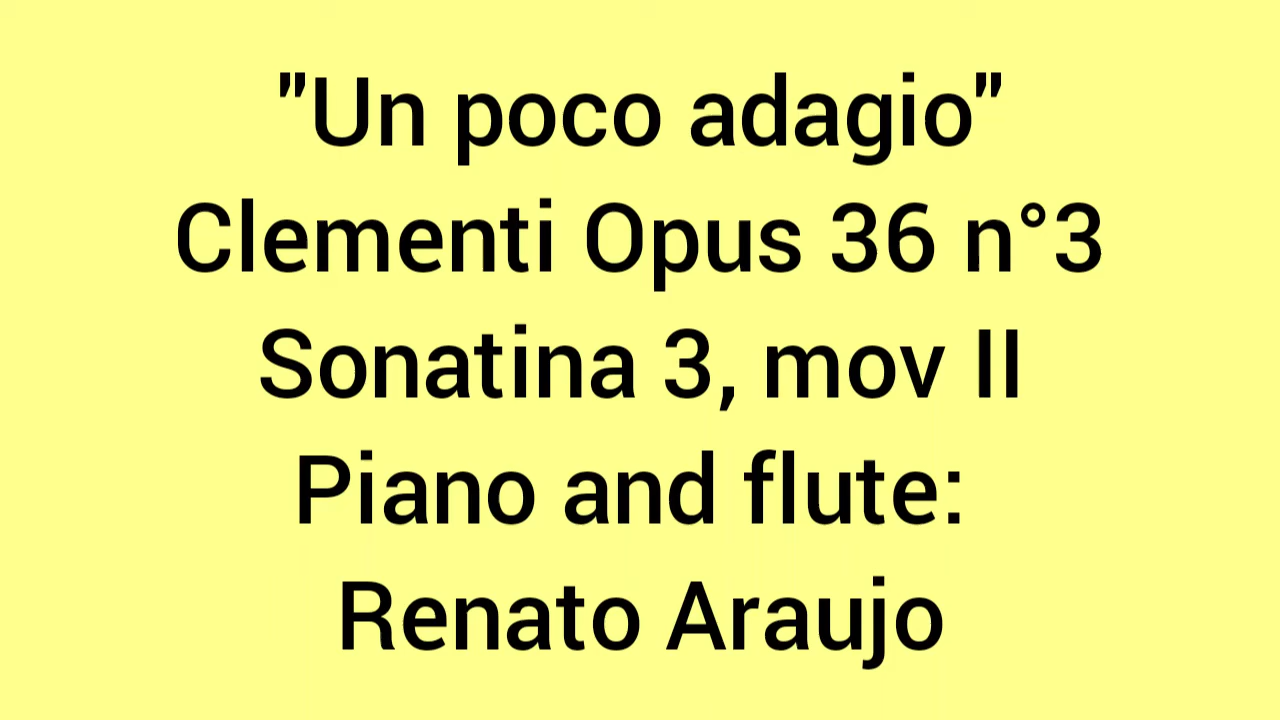 "Un poco adagio"
Clementi Opus 36 n°3
Sonatina 3, mov II
Piano and flute:
Renato Araujo